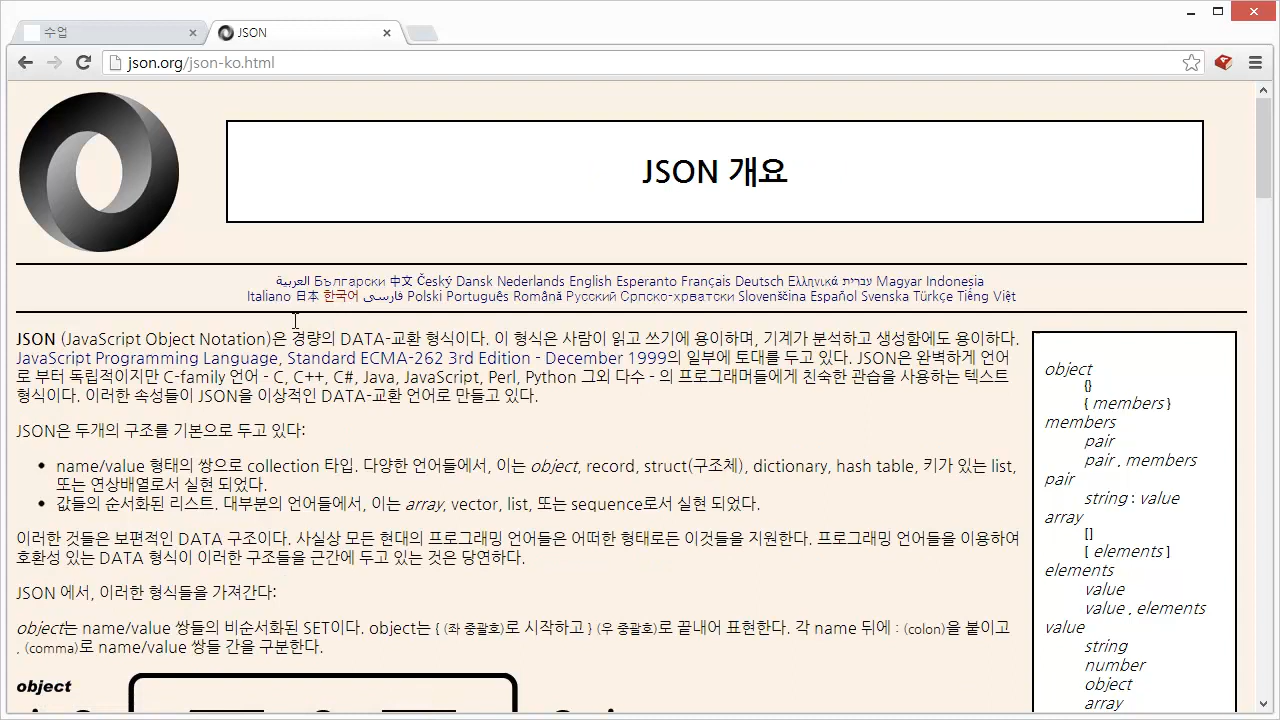 수업
JSON
json.org/json-ko.html
JSON 개요
العربية Български 中文 Český Dansk Nederlands English Esperanto Français Deutsch Ελληνικά עברית Magyar Indonesia
Italiano 日本 한국어 فارسی Polski Português Română Русский Српско-хрватски Slovenščina Español Svenska Türkçe Tiếng Việt
JSON (JavaScript Object Notation)은 경량의 DATA-교환 형식이다. 이 형식은 사람이 읽고 쓰기에 용이하며, 기계가 분석하고 생성함에도 용이하다.
JavaScript Programming Language, Standard ECMA-262 3rd Edition - December 1999의 일부에 토대를 두고 있다. JSON은 완벽하게 언어
로 부터 독립적이지만 C-family 언어 - C, C++, C#, Java, JavaScript, Perl, Python 그외 다수 - 의 프로그래머들에게 친숙한 관습을 사용하는 텍스트
형식이다. 이러한 속성들이 JSON을 이상적인 DATA-교환 언어로 만들고 있다.
JSON은 두개의 구조를 기본으로 두고 있다:
• name/value 형태의 쌍으로 collection 타입. 다양한 언어들에서, 이는 object, record, struct(구조체), dictionary, hash table, 키가 있는 list,
또는 연상배열로서 실현 되었다.
• 값들의 순서화된 리스트. 대부분의 언어들에서, 이는 array, vector, list, 또는 sequence로서 실현 되었다.
이러한 것들은 보편적인 DATA 구조이다. 사실상 모든 현대의 프로그래밍 언어들은 어떠한 형태로든 이것들을 지원한다. 프로그래밍 언어들을 이용하여
호환성 있는 DATA 형식이 이러한 구조들을 근간에 두고 있는 것은 당연하다.
JSON 에서, 이러한 형식들을 가져간다:
object는 name/value 쌍들의 비순서화된 SET이다. object는 { (좌 중괄호)로 시작하고 } (우 중괄호)로 끝내어 표현한다. 각 name 뒤에 : (colon)을 붙이고
, (comma)로 name/value 쌍들 간을 구분한다.
object
object
{}
{ members }
members
pair
pair , members
pair
string : value
array
[]
[ elements ]
elements
value
value , elements
value
string
number
object
array